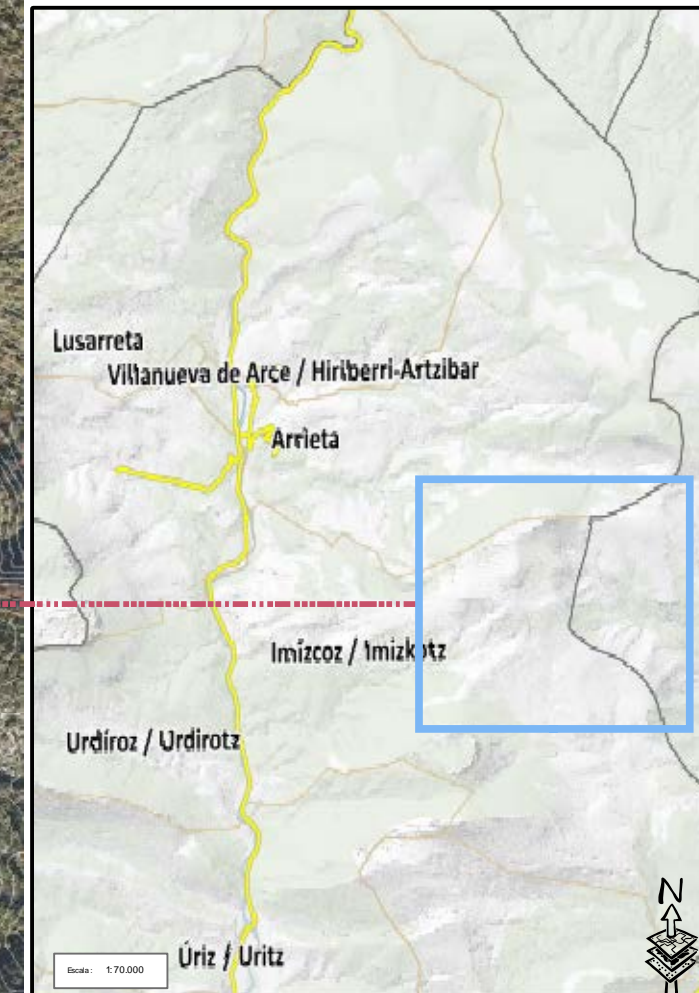 Lusarreta
Villanueva de Arce / Hiriberri-Artzibar
Arrieta
Imízcoz / Imizkotz
Urdíroz / Urdirotz
Úriz / Uritz
Escala: 1:70.000
N